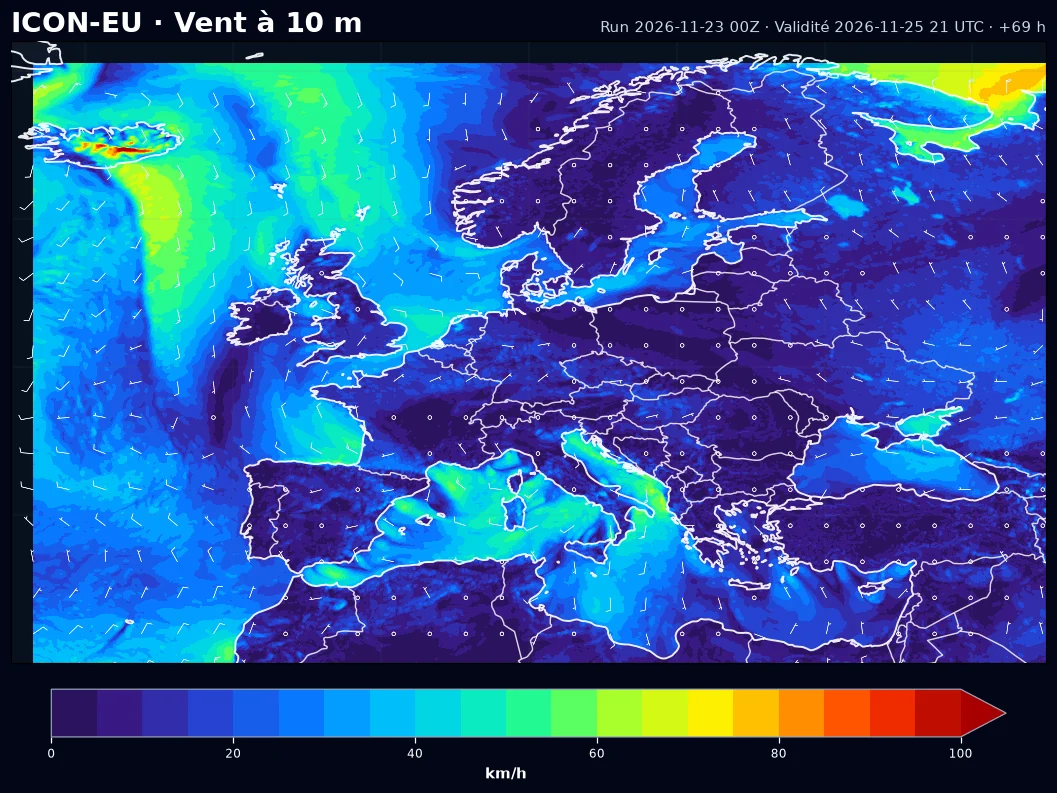 ICON-EU · Vent à 10 m
Run 2026-11-23 00Z · Validité 2026-11-25 21 UTC · +69 h
0 20 40 60 80 100
km/h